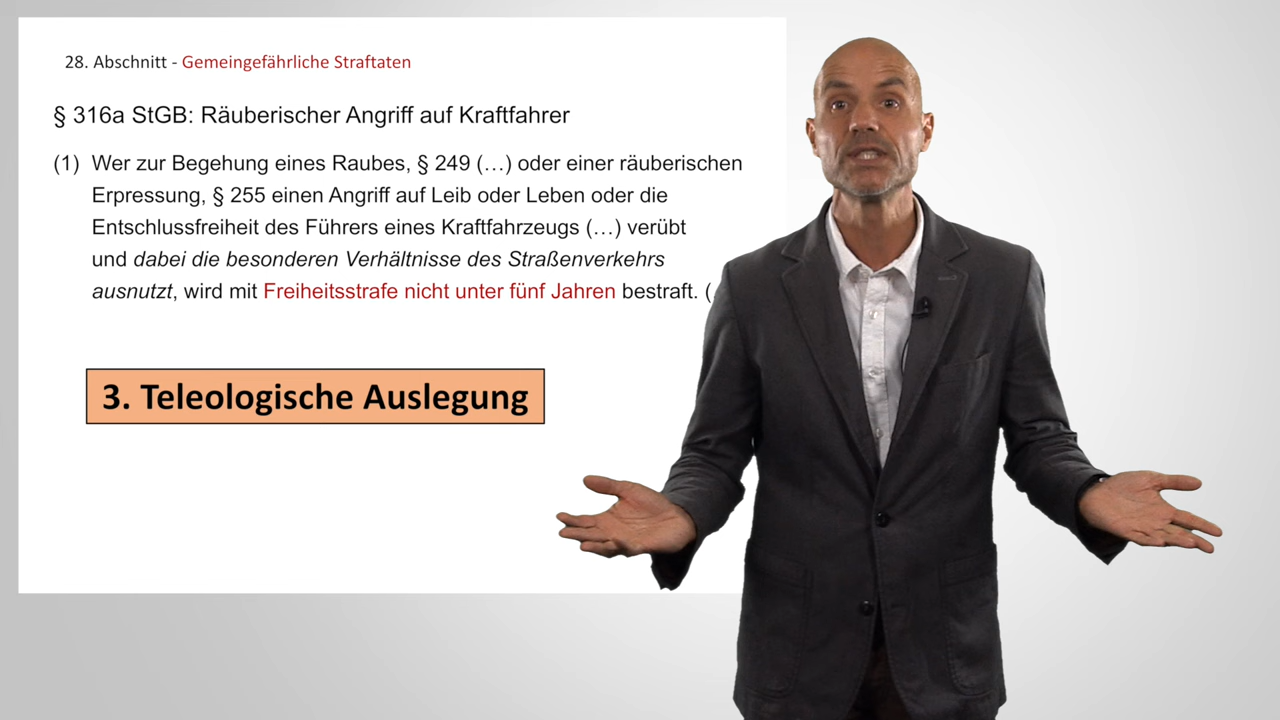 28. Abschnitt - Gemeingefährliche Straftaten
§ 316a StGB: Räuberischer Angriff auf Kraftfahrer
(1) Wer zur Begehung eines Raubes, § 249 (…) oder einer räuberischen
Erpressung, § 255 einen Angriff auf Leib oder Leben oder die
Entschlussfreiheit des Führers eines Kraftfahrzeugs (…) verübt
und dabei die besonderen Verhältnisse des Straßenverkehrs
ausnutzt, wird mit Freiheitsstrafe nicht unter fünf Jahren bestraft. (
3. Teleologische Auslegung